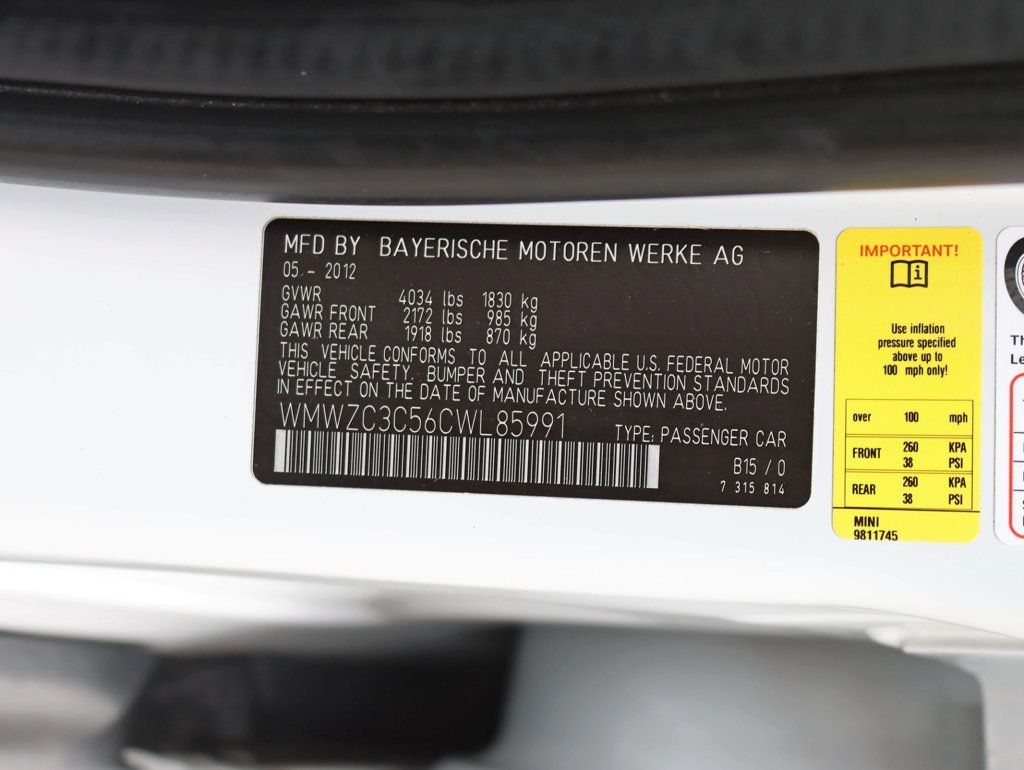 MFD BY BAYERISCHE MOTOREN WERKE AG
05 - 2012
GVWR 4034 lbs 1830 kg
GAWR FRONT 2172 lbs 985 kg
GAWR REAR 1918 lbs 870 kg
THIS VEHICLE CONFORMS TO ALL APPLICABLE U.S. FEDERAL MOTOR
VEHICLE SAFETY, BUMPER AND THEFT PREVENTION STANDARDS
IN EFFECT ON THE DATE OF MANUFACTURE SHOWN ABOVE.
WMWZC3C56CWL85991
TYPE: PASSENGER CAR
B15 / 0
7 315 814
IMPORTANT!
Use inflation
pressure specified
above up to
100 mph only!
over 100 mph
FRONT 260 KPA
38 PSI
REAR 260 KPA
38 PSI
MINI
9811745
Th
Le